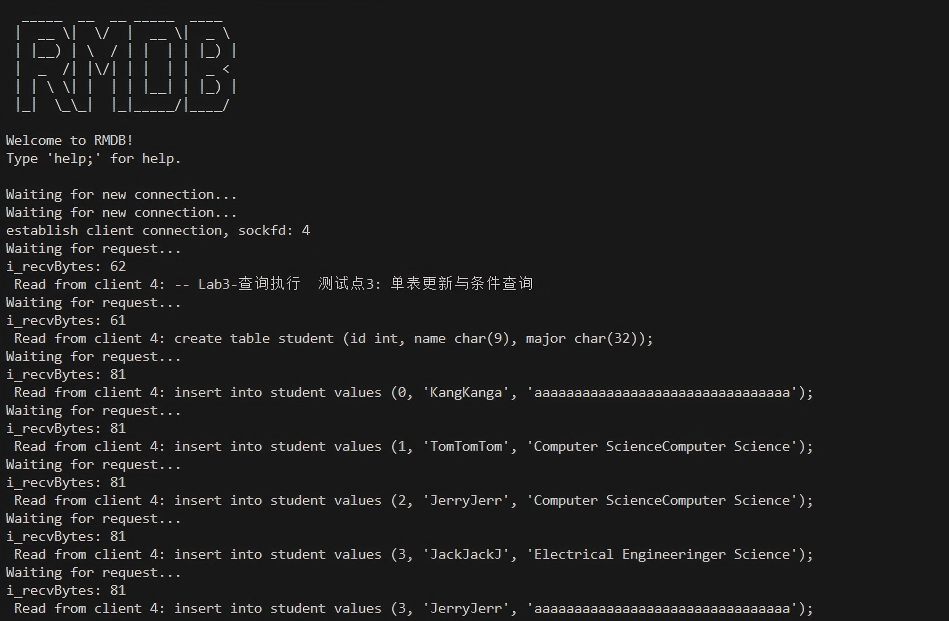 _____  __  __ _____  ____
 |  __ \|  \/  |  __ \|  _ \
 | |__) | \  / | |  | | |_) |
 |  _  /| |\/| | |  | |  _ <
 | | \ \| |  | | |__| | |_) |
 |_|  \_\_|  |_|_____/|____/
Welcome to RMDB!
Type 'help;' for help.
Waiting for new connection...
Waiting for new connection...
establish client connection, sockfd: 4
Waiting for request...
i_recvBytes: 62
Read from client 4: -- Lab3-查询执行  测试点3: 单表更新与条件查询
Waiting for request...
i_recvBytes: 61
Read from client 4: create table student (id int, name char(9), major char(32));
Waiting for request...
i_recvBytes: 81
Read from client 4: insert into student values (0, 'KangKanga', 'aaaaaaaaaaaaaaaaaaaaaaaaaaaaaaaa');
Waiting for request...
i_recvBytes: 81
Read from client 4: insert into student values (1, 'TomTomTom', 'Computer ScienceComputer Science');
Waiting for request...
i_recvBytes: 81
Read from client 4: insert into student values (2, 'JerryJerr', 'Computer ScienceComputer Science');
Waiting for request...
i_recvBytes: 81
Read from client 4: insert into student values (3, 'JackJackJ', 'Electrical Engineeringer Science');
Waiting for request...
i_recvBytes: 81
Read from client 4: insert into student values (3, 'JerryJerr', 'aaaaaaaaaaaaaaaaaaaaaaaaaaaaaaaa');